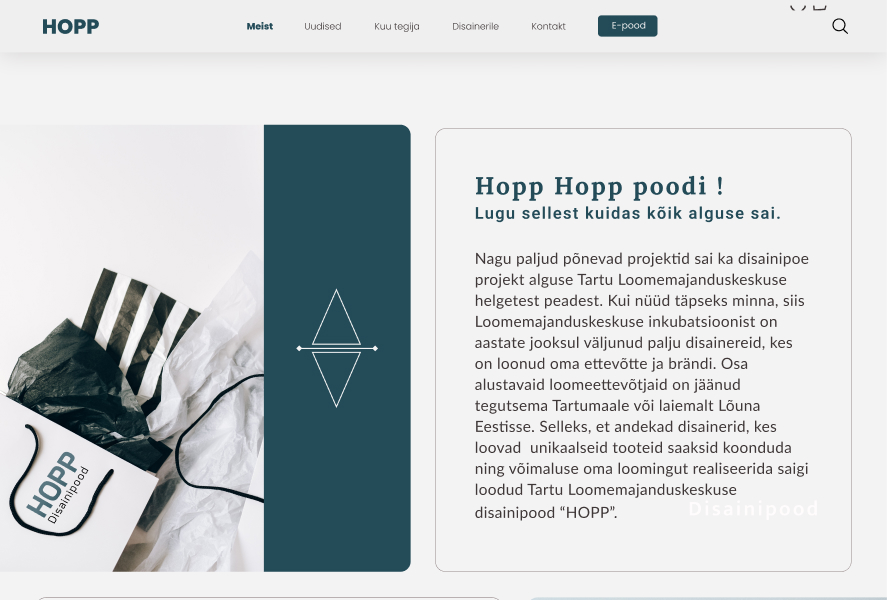 HOPP
Meist
Uudised
Kuu tegija
Disainerile
Kontakt
E-pood
HOPP
Disainipood
Hopp Hopp poodi !
Lugu sellest kuidas kõik alguse sai.
Nagu paljud põnevad projektid sai ka disainipoe
projekt alguse Tartu Loomemajanduskeskuse
helgetest peadest. Kui nüüd täpseks minna, siis
Loomemajanduskeskuse inkubatsioonist on
aastate jooksul väljunud palju disainereid, kes
on loonud oma ettevõtte ja brändi. Osa
alustavaid loomeettevõtjaid on jäänud
tegutsema Tartumaale või laiemalt Lõuna
Eestisse. Selleks, et andekad disainerid, kes
loovad  unikaalseid tooteid saaksid koonduda
ning võimaluse oma loomingut realiseerida saigi
loodud Tartu Loomemajanduskeskuse
disainipood “HOPP”.
Disainipood